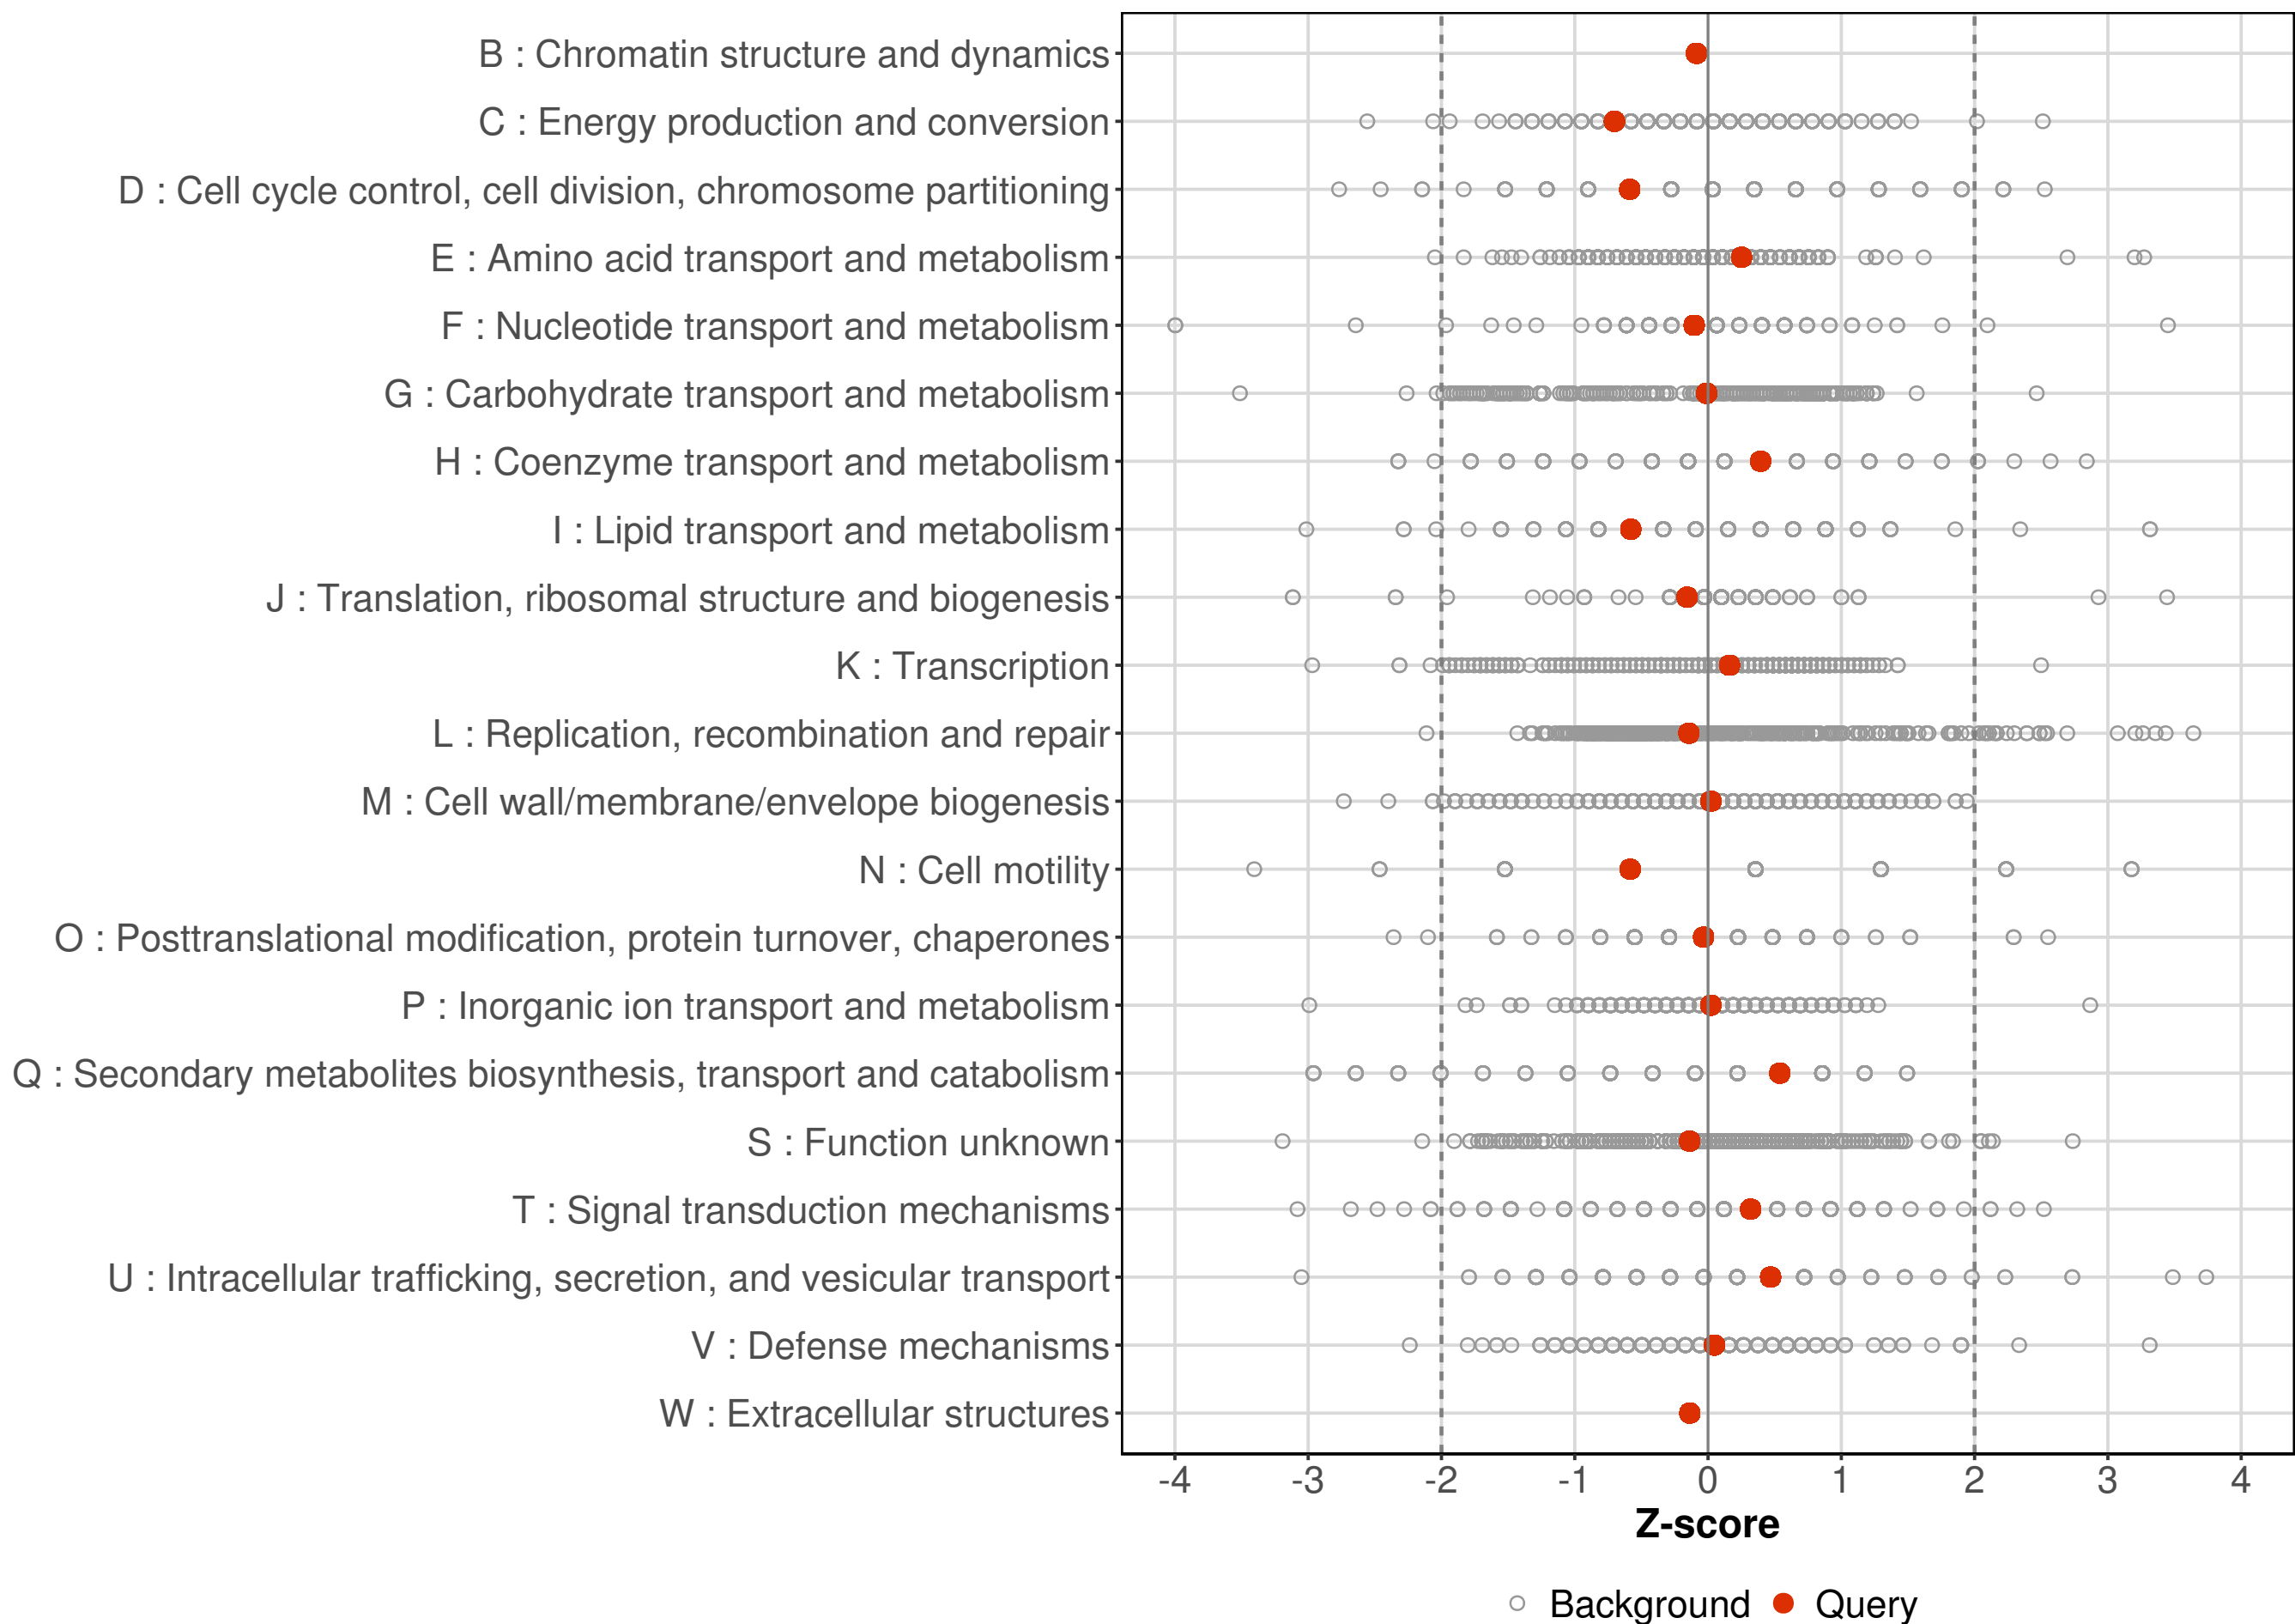 B : Chromatin structure and dynamics
C : Energy production and conversion
D : Cell cycle control, cell division, chromosome partitioning
E : Amino acid transport and metabolism
F : Nucleotide transport and metabolism
G : Carbohydrate transport and metabolism
H : Coenzyme transport and metabolism
I : Lipid transport and metabolism
J : Translation, ribosomal structure and biogenesis
K : Transcription
L : Replication, recombination and repair
M : Cell wall/membrane/envelope biogenesis
N : Cell motility
O : Posttranslational modification, protein turnover, chaperones
P : Inorganic ion transport and metabolism
Q : Secondary metabolites biosynthesis, transport and catabolism
S : Function unknown
T : Signal transduction mechanisms
U : Intracellular trafficking, secretion, and vesicular transport
V : Defense mechanisms
W : Extracellular structures
-4 -3 -2 -1 0 1 2 3 4
Z-score
Background Query